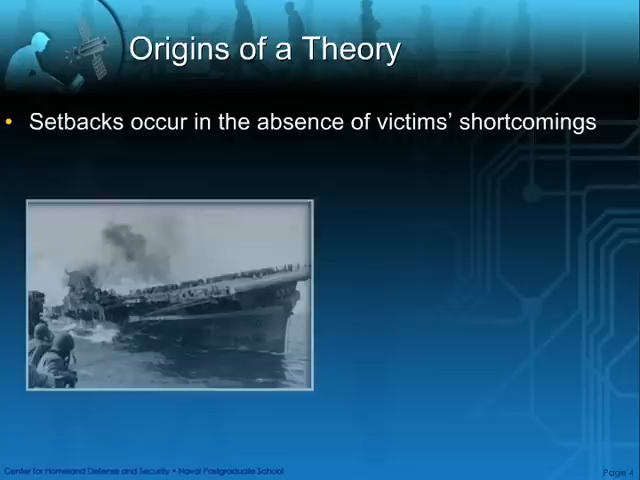 Origins of a Theory
• Setbacks occur in the absence of victims' shortcomings
Center for Homeland Defense and Security • Naval Postgraduate School
Page 4